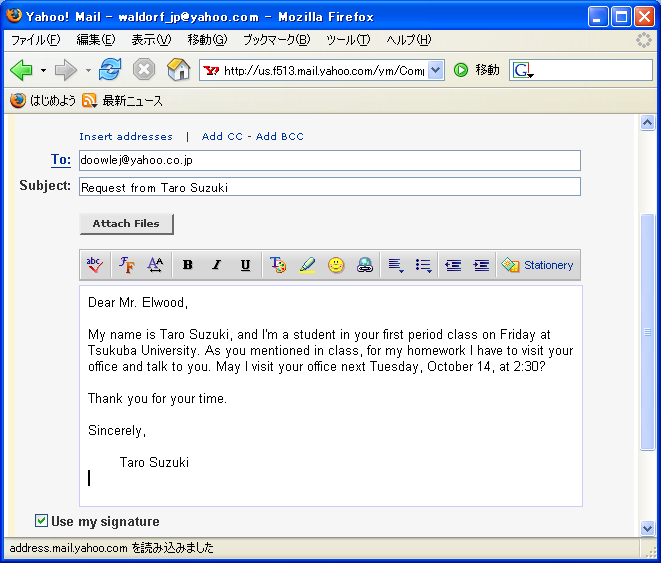 Yahoo! Mail - waldorf_jp@yahoo.com - Mozilla Firefox
ファイル(F) 編集(E) 表示(V) 移動(G) ブックマーク(B) ツール(T) ヘルプ(H)
http://us.f513.mail.yahoo.com/ym/Comp 移動 G
はじめよう 最新ニュース
Insert addresses | Add CC - Add BCC
To: doowlej@yahoo.co.jp
Subject: Request from Taro Suzuki
Attach Files
abc B I U Stationery
Dear Mr. Elwood,
My name is Taro Suzuki, and I'm a student in your first period class on Friday at
Tsukuba University. As you mentioned in class, for my homework I have to visit your
office and talk to you. May I visit your office next Tuesday, October 14, at 2:30?
Thank you for your time.
Sincerely,
Taro Suzuki
Use my signature
address.mail.yahoo.com を読み込みました